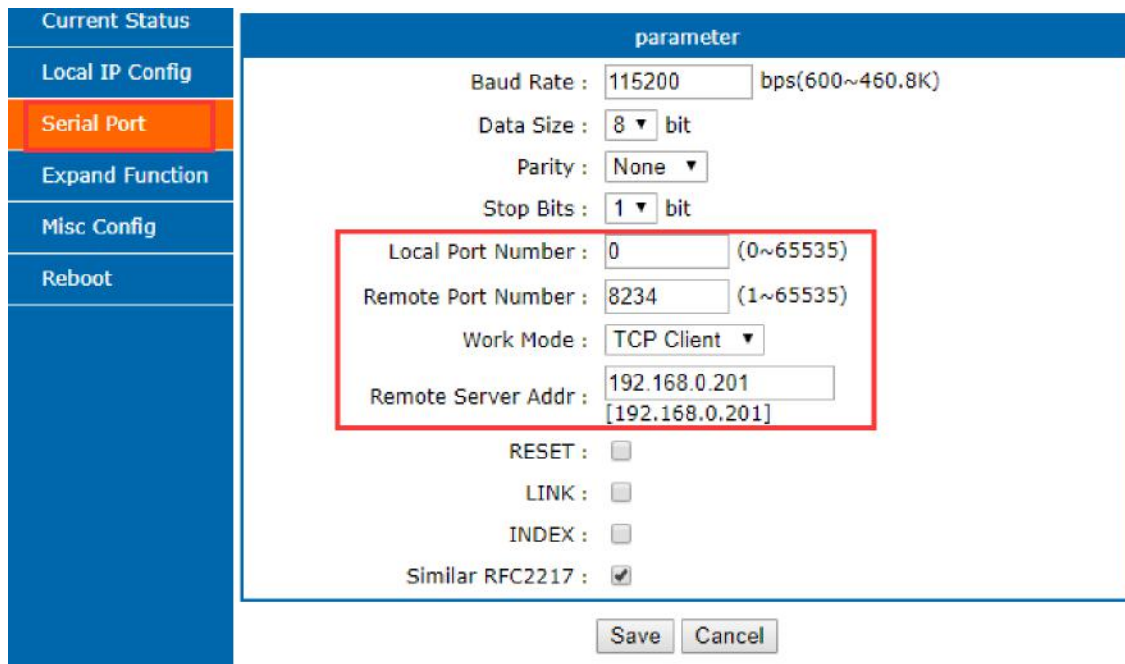 Current Status
Local IP Config
Serial Port
Expand Function
Misc Config
Reboot
parameter
Baud Rate : 115200 bps(600~460.8K)
Data Size : 8 bit
Parity : None
Stop Bits : 1 bit
Local Port Number : 0 (0~65535)
Remote Port Number : 8234 (1~65535)
Work Mode : TCP Client
Remote Server Addr : 192.168.0.201
[192.168.0.201]
RESET :
LINK :
INDEX :
Similar RFC2217 :
Save Cancel